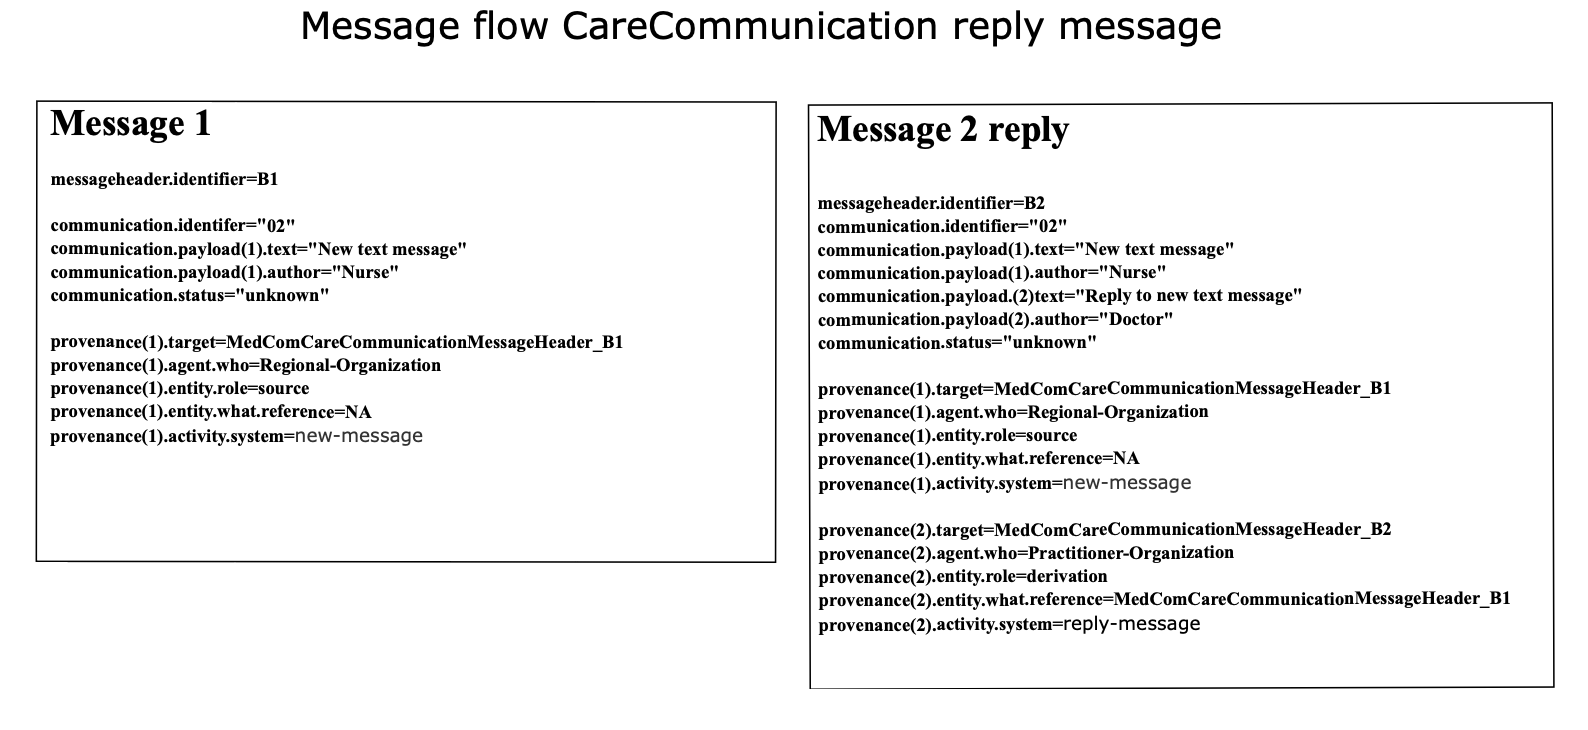 Message flow CareCommunication reply message
Message 1
messageheader.identifier=B1
communication.identifer="02"
communication.payload(1).text="New text message"
communication.payload(1).author="Nurse"
communication.status="unknown"
provenance(1).target=MedComCareCommunicationMessageHeader_B1
provenance(1).agent.who=Regional-Organization
provenance(1).entity.role=source
provenance(1).entity.what.reference=NA
provenance(1).activity.system=new-message
Message 2 reply
messageheader.identifier=B2
communication.identifier="02"
communication.payload(1).text="New text message"
communication.payload(1).author="Nurse"
communication.payload.(2)text="Reply to new text message"
communication.payload(2).author="Doctor"
communication.status="unknown"
provenance(1).target=MedComCareCommunicationMessageHeader_B1
provenance(1).agent.who=Regional-Organization
provenance(1).entity.role=source
provenance(1).entity.what.reference=NA
provenance(1).activity.system=new-message
provenance(2).target=MedComCareCommunicationMessageHeader_B2
provenance(2).agent.who=Practitioner-Organization
provenance(2).entity.role=derivation
provenance(2).entity.what.reference=MedComCareCommunicationMessageHeader_B1
provenance(2).activity.system=reply-message